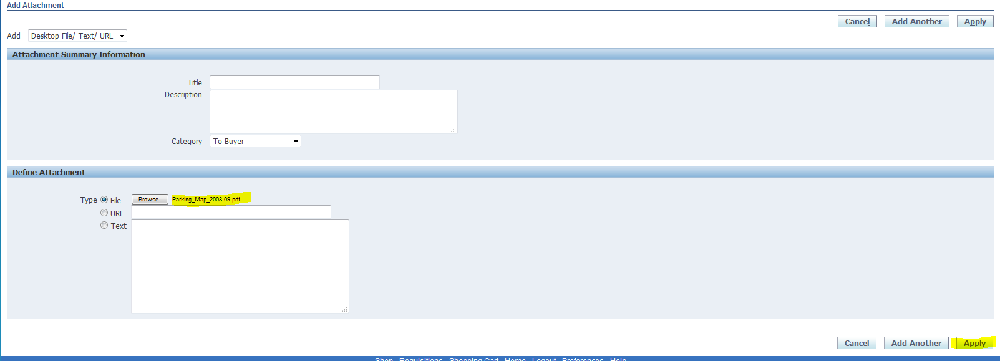 Add Attachment
Cancel Add Another Apply
Add Desktop File/ Text/ URL
Attachment Summary Information
Title
Description
Category To Buyer
Define Attachment
Type File Browse... Parking_Map_2008-09.pdf
URL
Text
Cancel Add Another Apply
Shop Requisitions Shopping Cart Home Logout Preferences Help